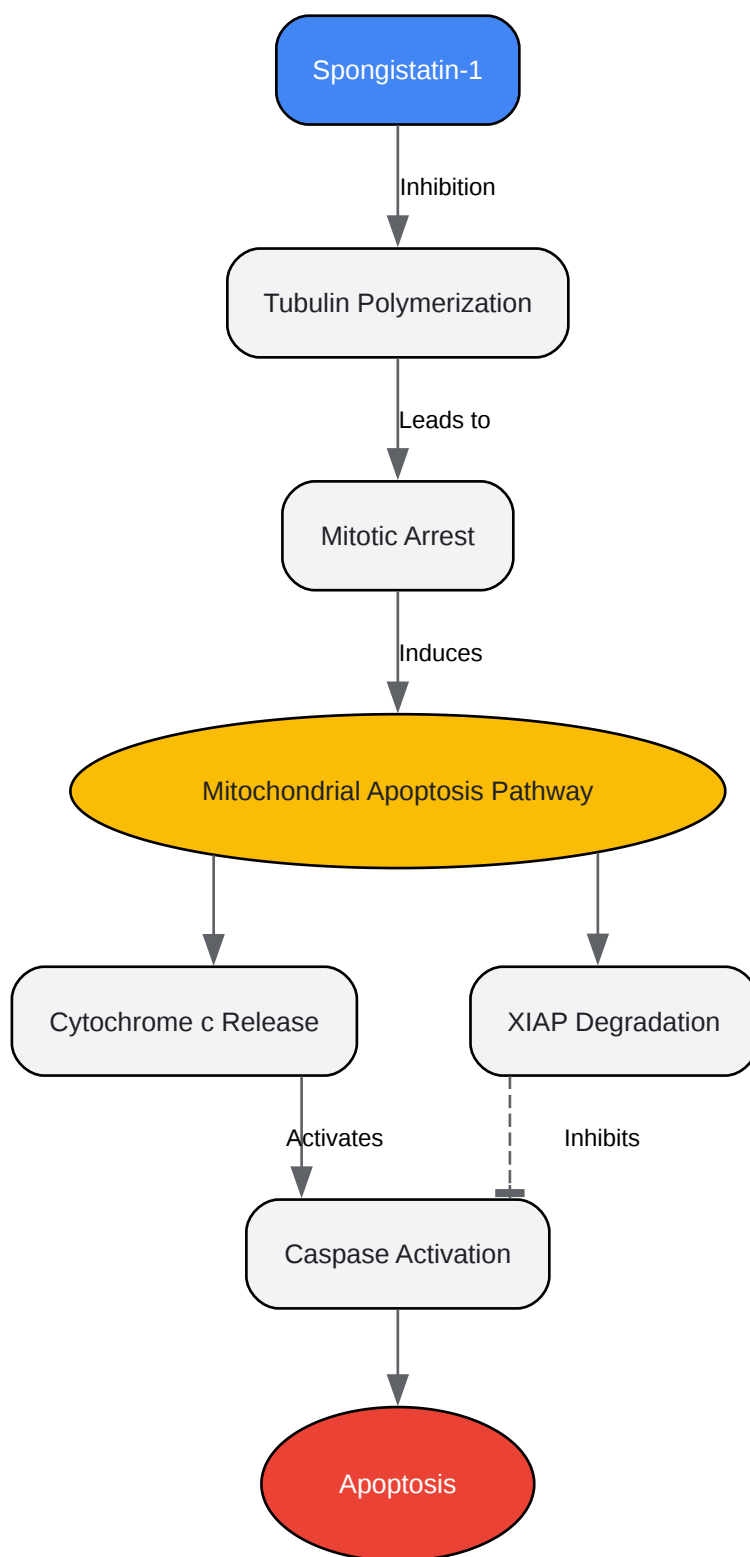 Spongistatin-1
Inhibition
Tubulin Polymerization
Leads to
Mitotic Arrest
Induces
Mitochondrial Apoptosis Pathway
Cytochrome c Release
XIAP Degradation
Activates
Inhibits
Caspase Activation
Apoptosis